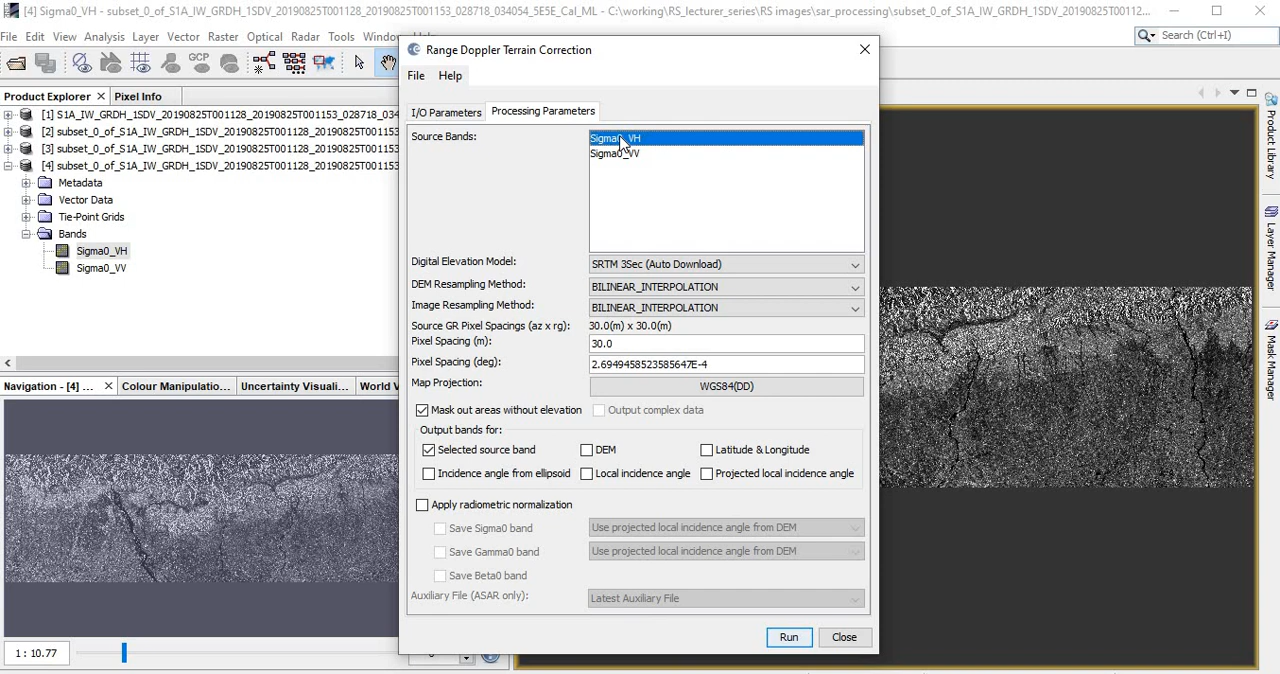 [4] Sigma0_VH - subset_0_of_S1A_IW_GRDH_1SDV_20190825T001128_20190825T001153_028718_034054_5E5E_Cal_ML - C:\working\RS_lecturer_series\RS images\sar_processing\subset_0_of_S1A_IW_GRDH_1SDV_20190825T00112...
File Edit View Analysis Layer Vector Raster Optical Radar Tools Window
Search (Ctrl+I)
GCP
Product Explorer Pixel Info
[1] S1A_IW_GRDH_1SDV_20190825T001128_20190825T001153_028718_034
[2] subset_0_of_S1A_IW_GRDH_1SDV_20190825T001128_20190825T001153
[3] subset_0_of_S1A_IW_GRDH_1SDV_20190825T001128_20190825T001153
[4] subset_0_of_S1A_IW_GRDH_1SDV_20190825T001128_20190825T001153
Metadata
Vector Data
Tie-Point Grids
Bands
Sigma0_VH
Sigma0_VV
Navigation - [4] ... Colour Manipulatio... Uncertainty Visuali... World V
1 : 10.77
Range Doppler Terrain Correction
File Help
I/O Parameters Processing Parameters
Source Bands:
Sigma0_VH
Sigma0_VV
Digital Elevation Model: SRTM 3Sec (Auto Download)
DEM Resampling Method: BILINEAR_INTERPOLATION
Image Resampling Method: BILINEAR_INTERPOLATION
Source GR Pixel Spacings (az x rg): 30.0(m) x 30.0(m)
Pixel Spacing (m): 30.0
Pixel Spacing (deg): 2.6949458523585647E-4
Map Projection: WGS84(DD)
Mask out areas without elevation Output complex data
Output bands for:
Selected source band DEM Latitude & Longitude
Incidence angle from ellipsoid Local incidence angle Projected local incidence angle
Apply radiometric normalization
Save Sigma0 band Use projected local incidence angle from DEM
Save Gamma0 band Use projected local incidence angle from DEM
Save Beta0 band
Auxiliary File (ASAR only): Latest Auxiliary File
Run Close
Product Library
Layer Manager
Mask Manager